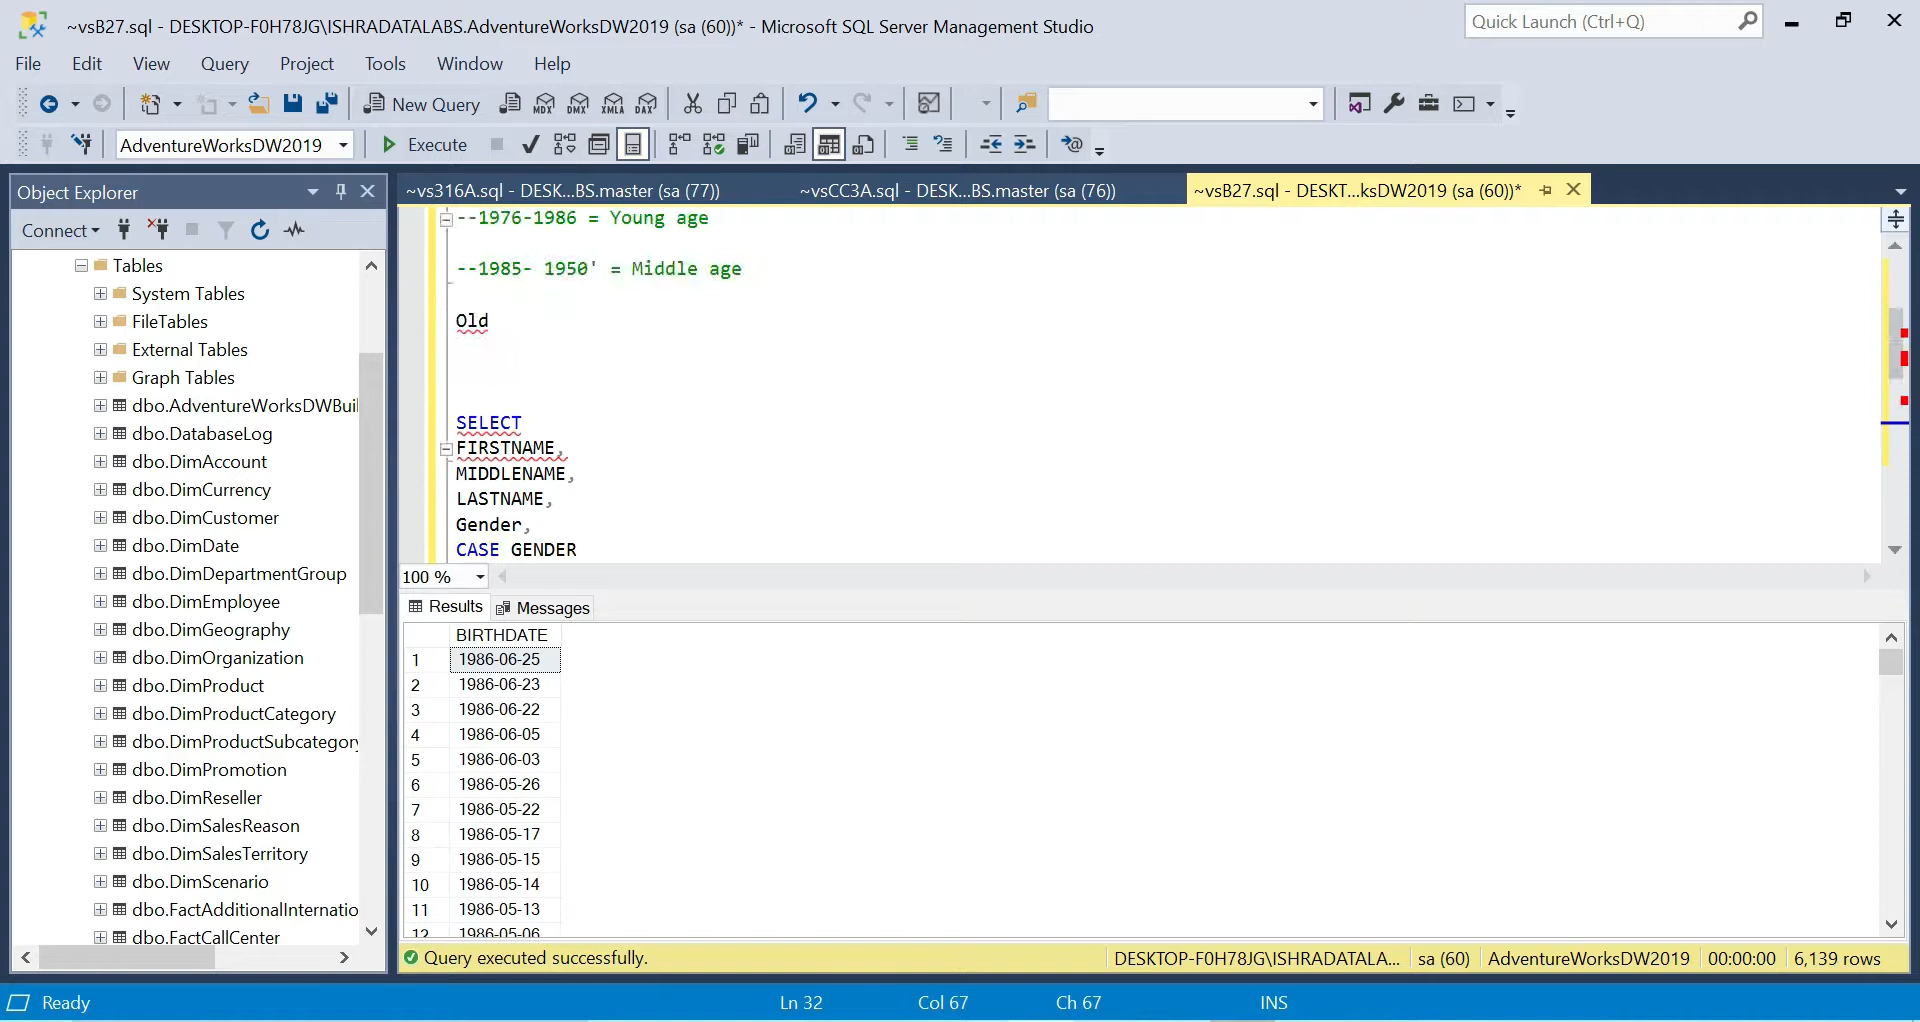 ~vsB27.sql - DESKTOP-F0H78JG\ISHRADATALABS.AdventureWorksDW2019 (sa (60))* - Microsoft SQL Server Management Studio
Quick Launch (Ctrl+Q)
File Edit View Query Project Tools Window Help
New Query MDX DMX XMLA DAX
AdventureWorksDW2019 Execute
Object Explorer
Connect
Tables
System Tables
FileTables
External Tables
Graph Tables
dbo.AdventureWorksDWBuil
dbo.DatabaseLog
dbo.DimAccount
dbo.DimCurrency
dbo.DimCustomer
dbo.DimDate
dbo.DimDepartmentGroup
dbo.DimEmployee
dbo.DimGeography
dbo.DimOrganization
dbo.DimProduct
dbo.DimProductCategory
dbo.DimProductSubcategory
dbo.DimPromotion
dbo.DimReseller
dbo.DimSalesReason
dbo.DimSalesTerritory
dbo.DimScenario
dbo.FactAdditionalInternatio
dbo.FactCallCenter
~vs316A.sql - DESK...BS.master (sa (77))
~vsCC3A.sql - DESK...BS.master (sa (76))
~vsB27.sql - DESKT...ksDW2019 (sa (60))*
--1976-1986 = Young age
--1985- 1950' = Middle age
Old
SELECT
FIRSTNAME,
MIDDLENAME,
LASTNAME,
Gender,
CASE GENDER
100 %
Results Messages
BIRTHDATE
1 1986-06-25
2 1986-06-23
3 1986-06-22
4 1986-06-05
5 1986-06-03
6 1986-05-26
7 1986-05-22
8 1986-05-17
9 1986-05-15
10 1986-05-14
11 1986-05-13
12 1986-05-06
Query executed successfully.
DESKTOP-F0H78JG\ISHRADATALA... sa (60) AdventureWorksDW2019 00:00:00 6,139 rows
Ready Ln 32 Col 67 Ch 67 INS